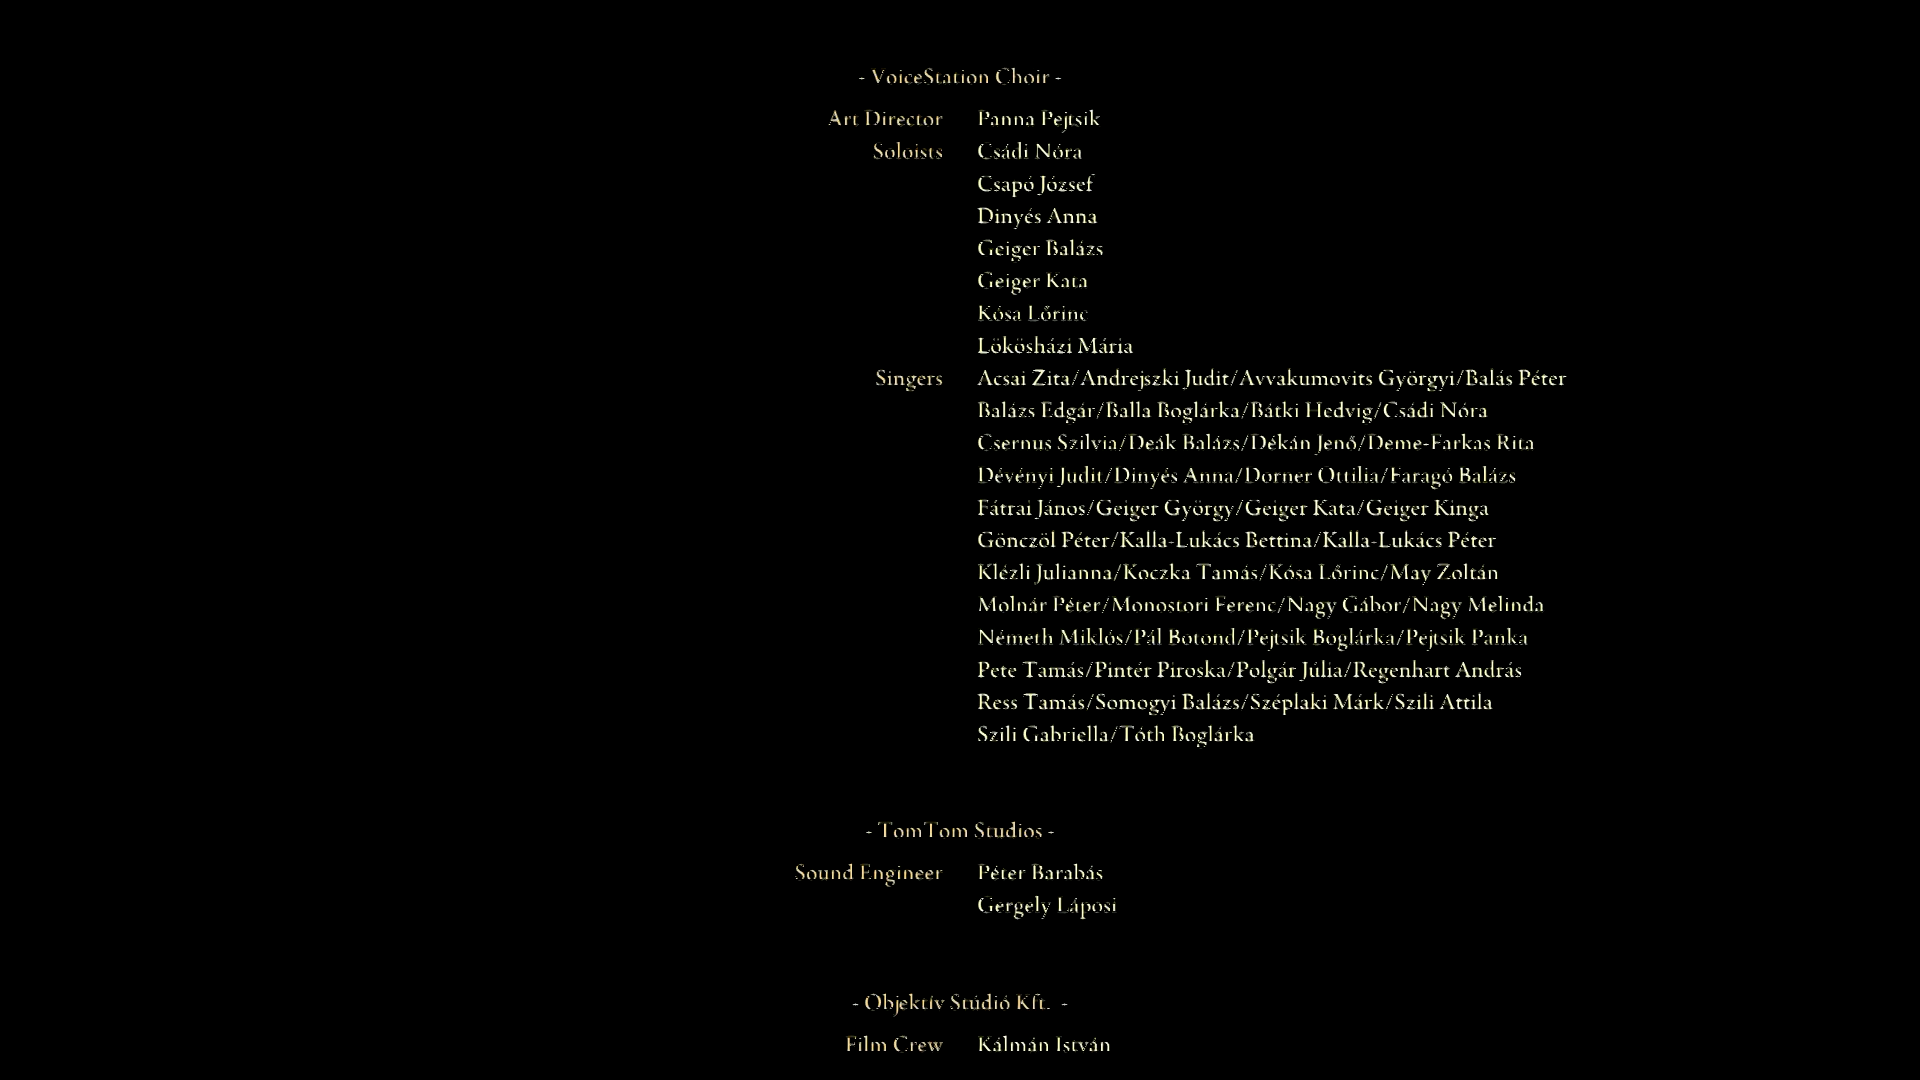 - VoiceStation Choir -
Art Director Panna Pejtsik
Soloists Csádi Nóra
Csapó József
Dinyés Anna
Geiger Balázs
Geiger Kata
Kósa Lőrinc
Lökösházi Mária
Singers Acsai Zita/Andrejszki Judit/Avvakumovits Györgyi/Balás Péter
Balázs Edgár/Balla Boglárka/Bátki Hedvig/Csádi Nóra
Csernus Szilvia/Deák Balázs/Dékán Jenő/Deme-Farkas Rita
Dévényi Judit/Dinyés Anna/Dorner Ottilia/Faragó Balázs
Fátrai János/Geiger György/Geiger Kata/Geiger Kinga
Gönczöl Péter/Kalla-Lukács Bettina/Kalla-Lukács Péter
Klézli Julianna/Koczka Tamás/Kósa Lőrinc/May Zoltán
Molnár Péter/Monostori Ferenc/Nagy Gábor/Nagy Melinda
Németh Miklós/Pál Botond/Pejtsik Boglárka/Pejtsik Panka
Pete Tamás/Pintér Piroska/Polgár Júlia/Regenhart András
Ress Tamás/Somogyi Balázs/Széplaki Márk/Szili Attila
Szili Gabriella/Tóth Boglárka
- TomTom Studios -
Sound Engineer Péter Barabás
Gergely Láposi
- Objektív Stúdió Kft. -
Film Crew Kálmán István